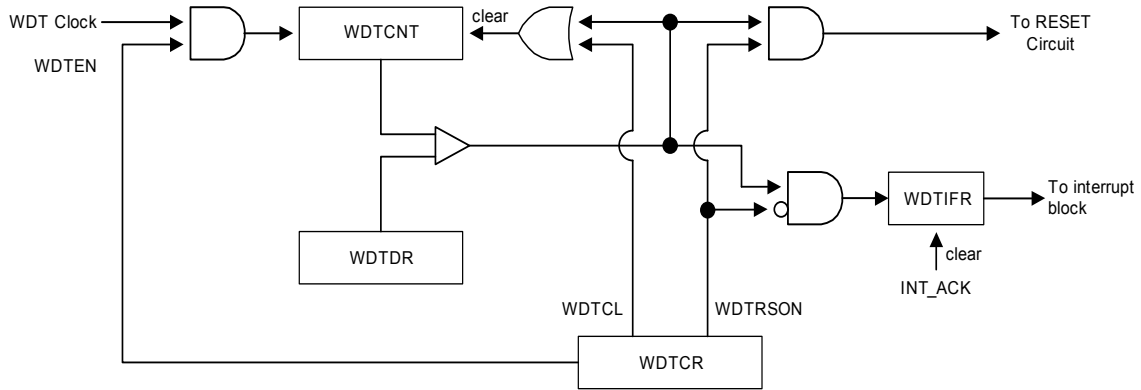 WDT Clock
WDTEN
WDTCNT
clear
To RESET
Circuit
WDTDR
WDTIFR
To interrupt
block
clear
INT_ACK
WDTCL
WDTRSON
WDTCR